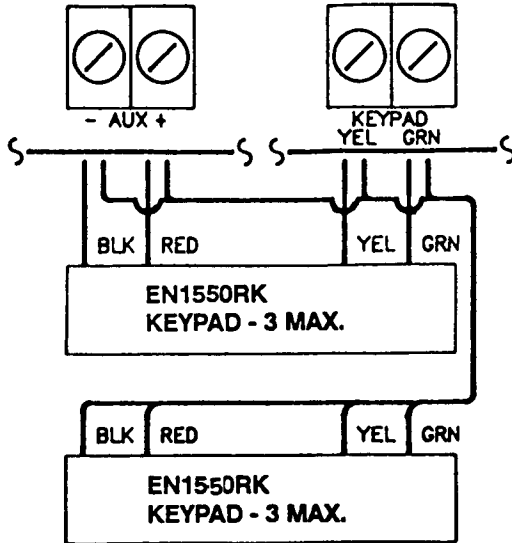 - AUX +
KEYPAD
YEL GRN
BLK RED YEL GRN
EN1550RK
KEYPAD - 3 MAX.
BLK RED YEL GRN
EN1550RK
KEYPAD - 3 MAX.